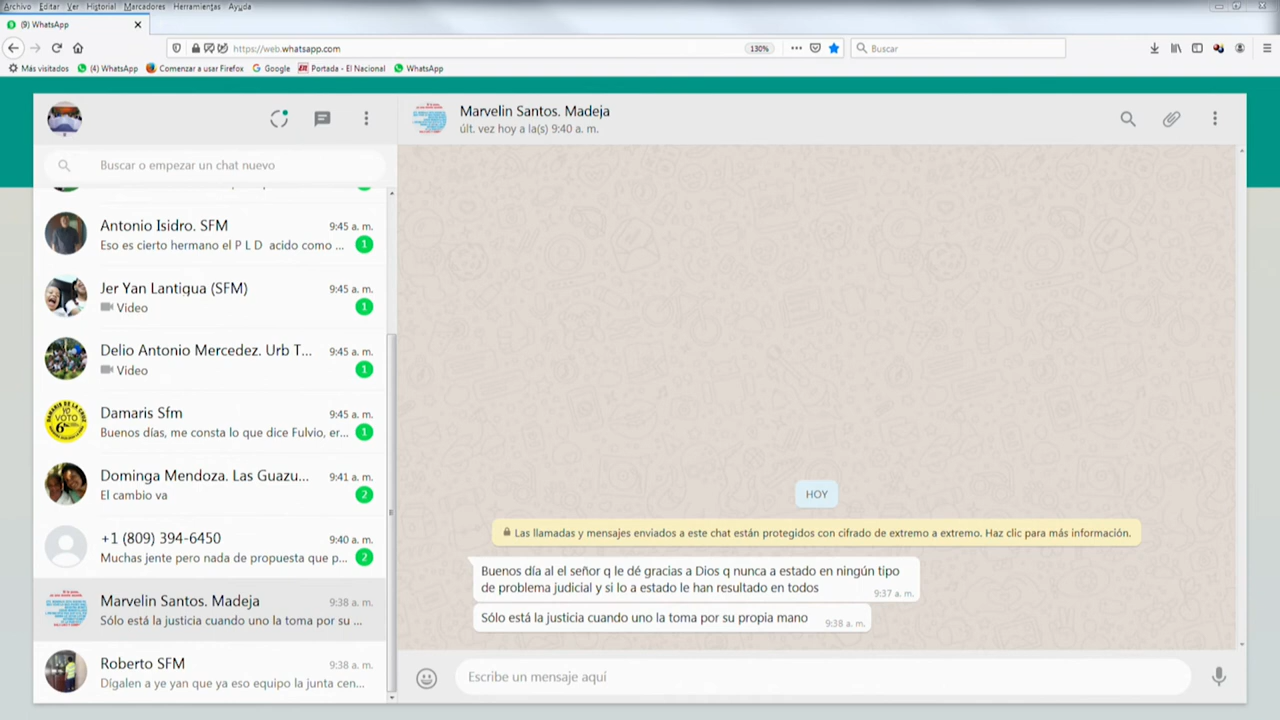 Archivo Editar Ver Historial Marcadores Herramientas Ayuda
(9) WhatsApp
https://web.whatsapp.com
130%
Buscar
Más visitados (4) WhatsApp Comenzar a usar Firefox Google Portada - El Nacional WhatsApp
Marvelin Santos. Madeja
últ. vez hoy a la(s) 9:40 a. m.
Buscar o empezar un chat nuevo
Antonio Isidro. SFM 9:45 a. m.
Eso es cierto hermano el P L D acido como ... 1
Jer Yan Lantigua (SFM) 9:45 a. m.
Video 1
Delio Antonio Mercedez. Urb T... 9:45 a. m.
Video 1
Damaris Sfm 9:45 a. m.
Buenos días, me consta lo que dice Fulvio, er... 1
Dominga Mendoza. Las Guazu... 9:41 a. m.
El cambio va 2
+1 (809) 394-6450 9:40 a. m.
Muchas jente pero nada de propuesta que p... 2
Marvelin Santos. Madeja 9:38 a. m.
Sólo está la justicia cuando uno la toma por su ...
Roberto SFM 9:38 a. m.
Dígalen a ye yan que ya eso equipo la junta cen...
YO
VOTO
6
HOY
Las llamadas y mensajes enviados a este chat están protegidos con cifrado de extremo a extremo. Haz clic para más información.
Buenos día al el señor q le dé gracias a Dios q nunca a estado en ningún tipo
de problema judicial y si lo a estado le han resultado en todos
9:37 a. m.
Sólo está la justicia cuando uno la toma por su propia mano 9:38 a. m.
Escribe un mensaje aquí